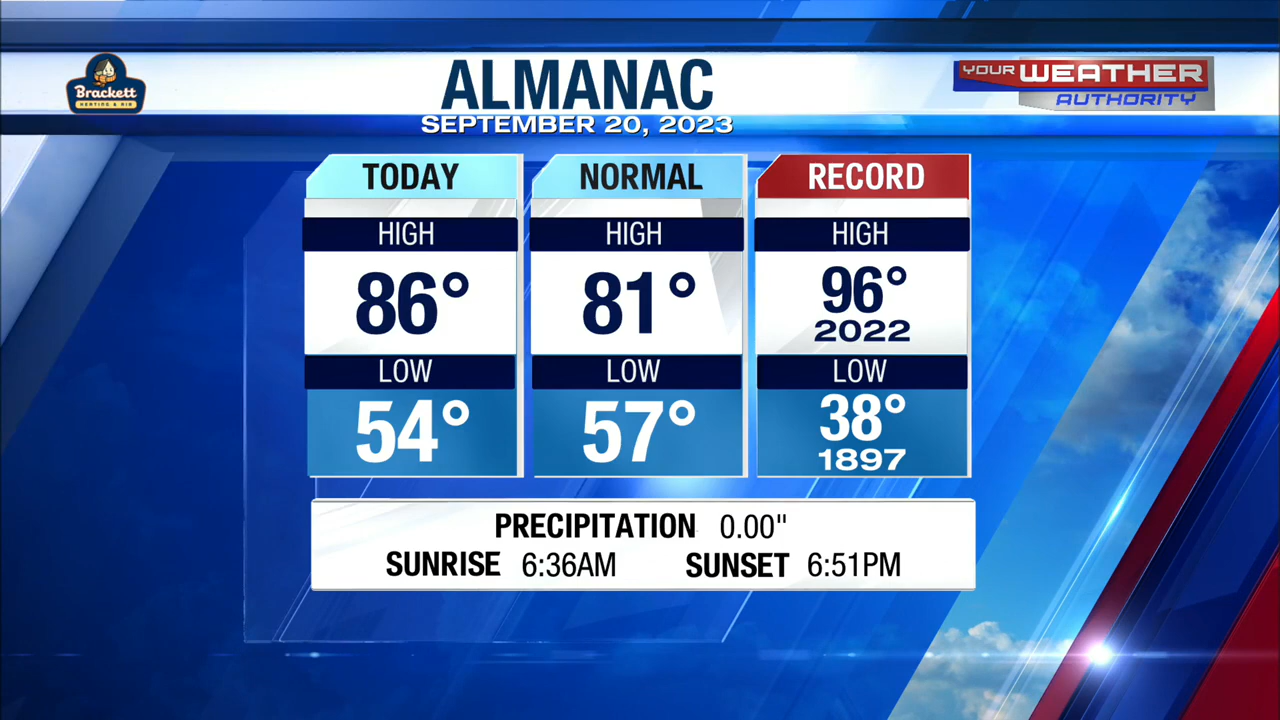 Brackett
HEATING & AIR
ALMANAC
SEPTEMBER 20, 2023
YOUR WEATHER
AUTHORITY
TODAY
HIGH
86°
LOW
54°
NORMAL
HIGH
81°
LOW
57°
RECORD
HIGH
96°
2022
LOW
38°
1897
PRECIPITATION 0.00"
SUNRISE 6:36AM SUNSET 6:51PM